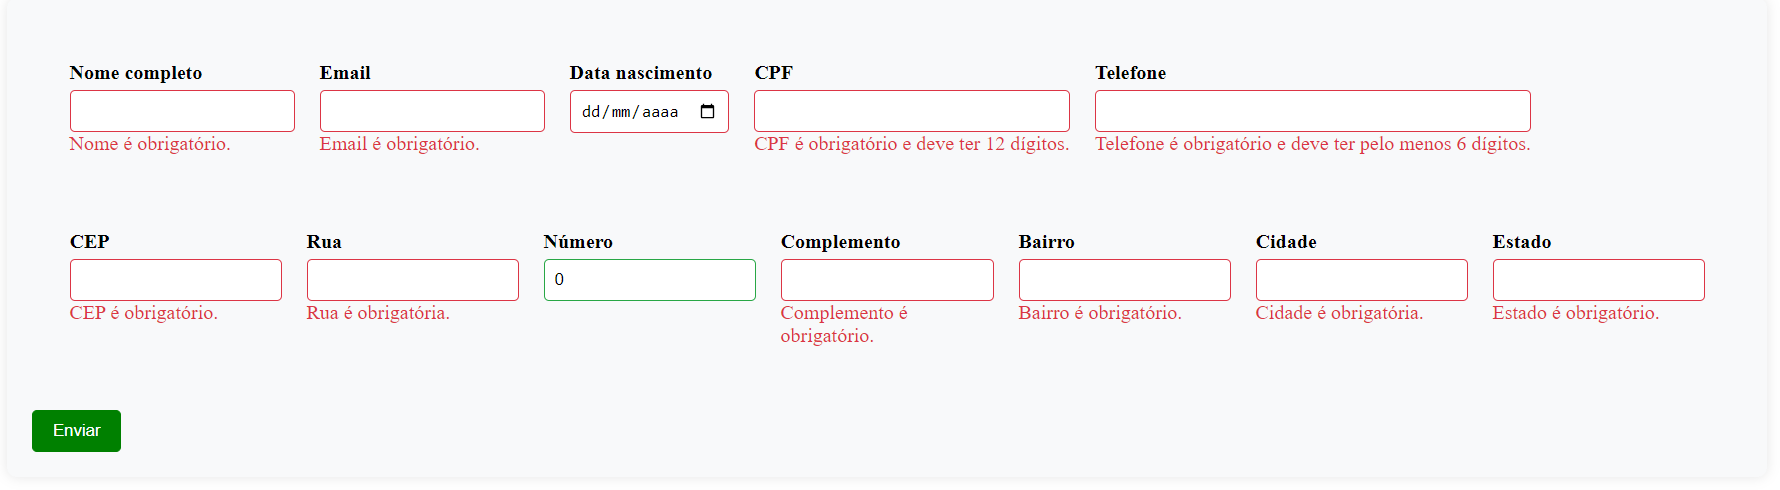 Nome completo Email Data nascimento CPF Telefone
dd/mm/aaaa
Nome é obrigatório. Email é obrigatório. CPF é obrigatório e deve ter 12 dígitos. Telefone é obrigatório e deve ter pelo menos 6 dígitos.
CEP Rua Número Complemento Bairro Cidade Estado
0
CEP é obrigatório. Rua é obrigatória. Complemento é Bairro é obrigatório. Cidade é obrigatória. Estado é obrigatório.
obrigatório.
Enviar